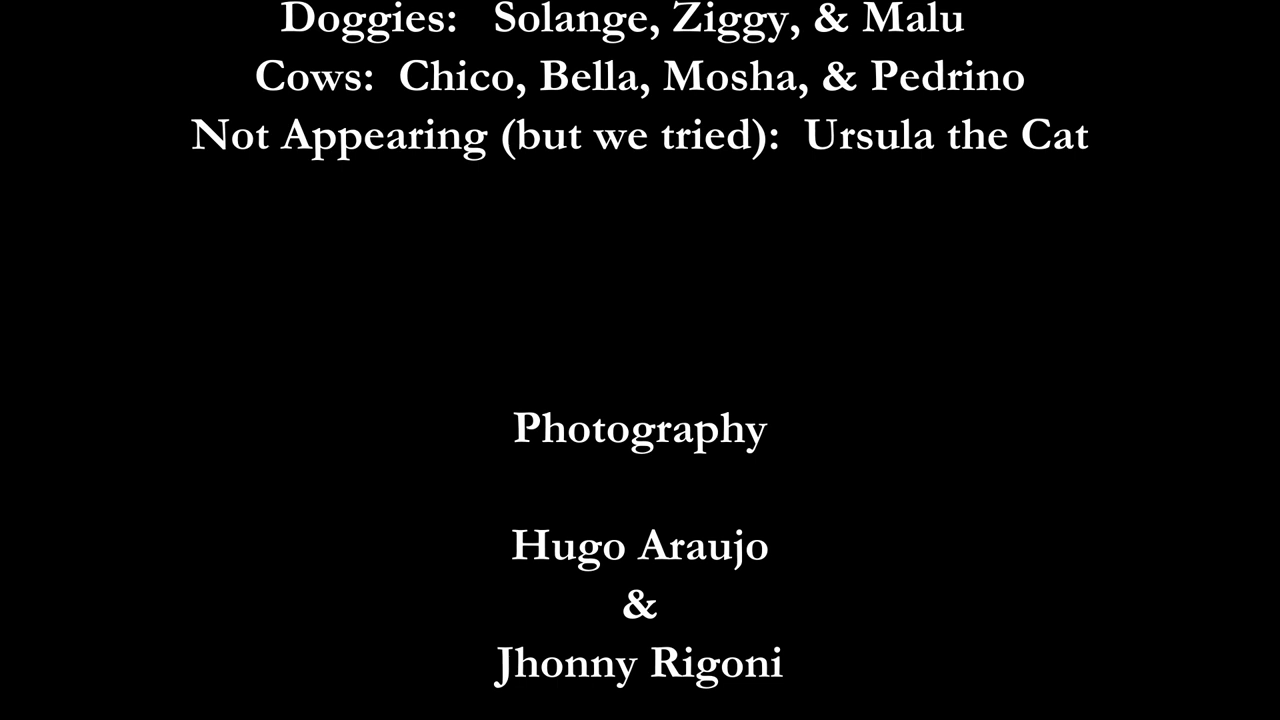 Doggies: Solange, Ziggy, & Malu
Cows: Chico, Bella, Mosha, & Pedrino
Not Appearing (but we tried): Ursula the Cat
Photography
Hugo Araujo
&
Jhonny Rigoni